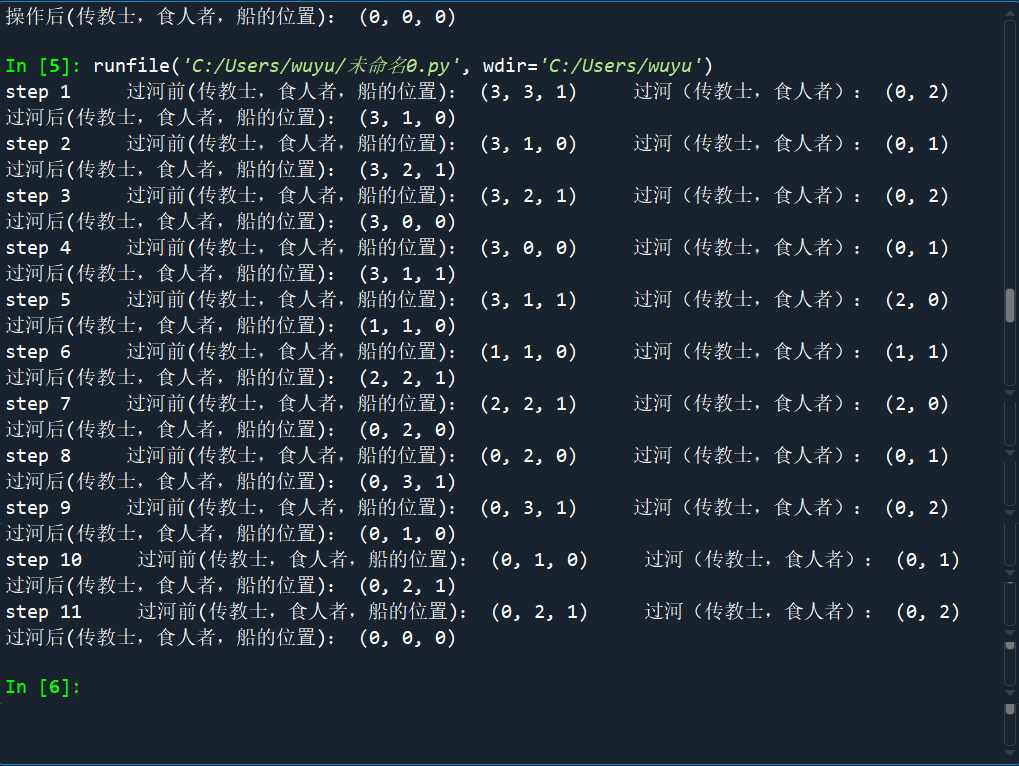 操作后(传教士, 食人者, 船的位置):  (0, 0, 0)
In [5]: runfile('C:/Users/wuyu/未命名0.py', wdir='C:/Users/wuyu')
step 1     过河前(传教士, 食人者, 船的位置):  (3, 3, 1)     过河（传教士, 食人者）:  (0, 2)
过河后(传教士, 食人者, 船的位置):  (3, 1, 0)
step 2     过河前(传教士, 食人者, 船的位置):  (3, 1, 0)     过河（传教士, 食人者）:  (0, 1)
过河后(传教士, 食人者, 船的位置):  (3, 2, 1)
step 3     过河前(传教士, 食人者, 船的位置):  (3, 2, 1)     过河（传教士, 食人者）:  (0, 2)
过河后(传教士, 食人者, 船的位置):  (3, 0, 0)
step 4     过河前(传教士, 食人者, 船的位置):  (3, 0, 0)     过河（传教士, 食人者）:  (0, 1)
过河后(传教士, 食人者, 船的位置):  (3, 1, 1)
step 5     过河前(传教士, 食人者, 船的位置):  (3, 1, 1)     过河（传教士, 食人者）:  (2, 0)
过河后(传教士, 食人者, 船的位置):  (1, 1, 0)
step 6     过河前(传教士, 食人者, 船的位置):  (1, 1, 0)     过河（传教士, 食人者）:  (1, 1)
过河后(传教士, 食人者, 船的位置):  (2, 2, 1)
step 7     过河前(传教士, 食人者, 船的位置):  (2, 2, 1)     过河（传教士, 食人者）:  (2, 0)
过河后(传教士, 食人者, 船的位置):  (0, 2, 0)
step 8     过河前(传教士, 食人者, 船的位置):  (0, 2, 0)     过河（传教士, 食人者）:  (0, 1)
过河后(传教士, 食人者, 船的位置):  (0, 3, 1)
step 9     过河前(传教士, 食人者, 船的位置):  (0, 3, 1)     过河（传教士, 食人者）:  (0, 2)
过河后(传教士, 食人者, 船的位置):  (0, 1, 0)
step 10     过河前(传教士, 食人者, 船的位置):  (0, 1, 0)     过河（传教士, 食人者）:  (0, 1)
过河后(传教士, 食人者, 船的位置):  (0, 2, 1)
step 11     过河前(传教士, 食人者, 船的位置):  (0, 2, 1)     过河（传教士, 食人者）:  (0, 2)
过河后(传教士, 食人者, 船的位置):  (0, 0, 0)
In [6]: